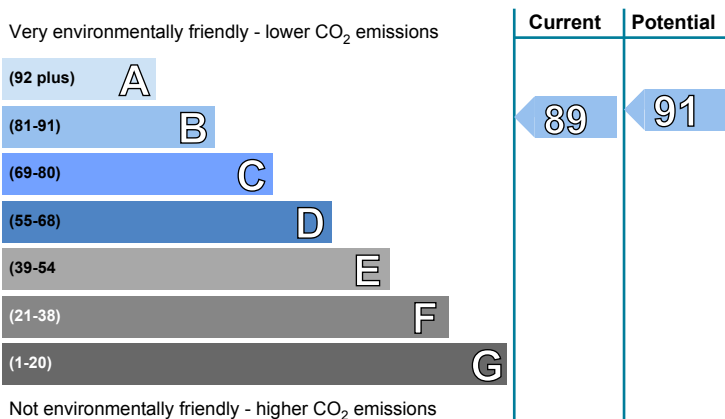 Very environmentally friendly - lower CO2 emissions
Current
Potential
(92 plus) A
(81-91) B
89
91
(69-80) C
(55-68) D
(39-54 E
(21-38) F
(1-20) G
Not environmentally friendly - higher CO2 emissions